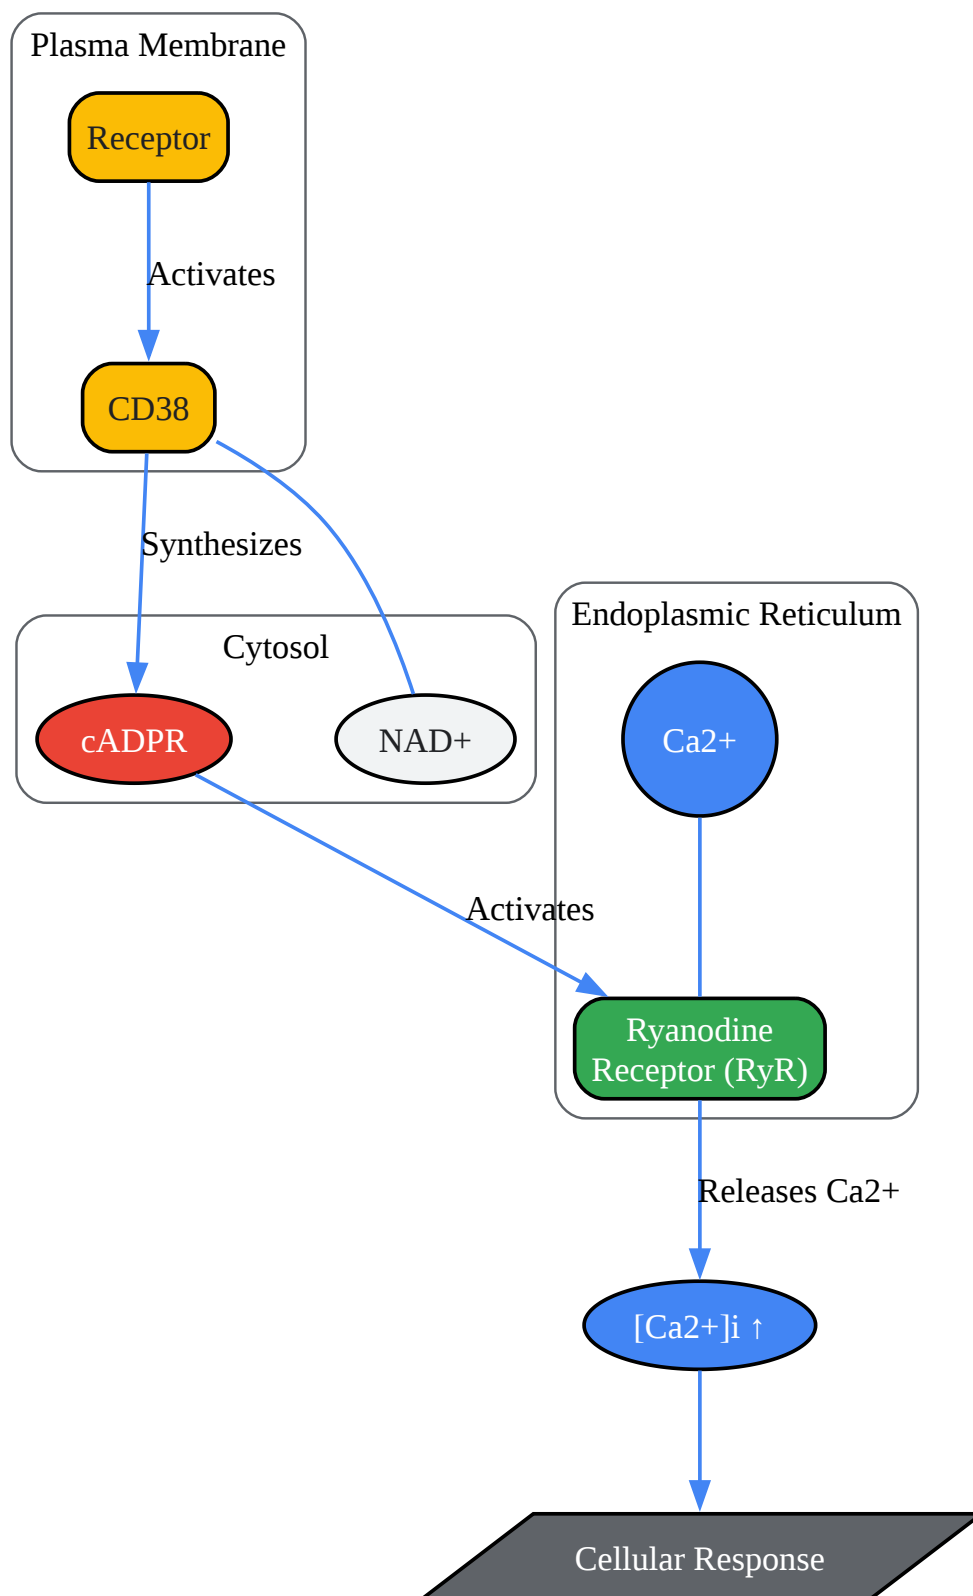 Plasma Membrane
Receptor
Activates
CD38
Synthesizes
Cytosol
cADPR
NAD+
Endoplasmic Reticulum
Ca2+
Activates
Ryanodine
Receptor (RyR)
Releases Ca2+
[Ca2+]i ↑
Cellular Response